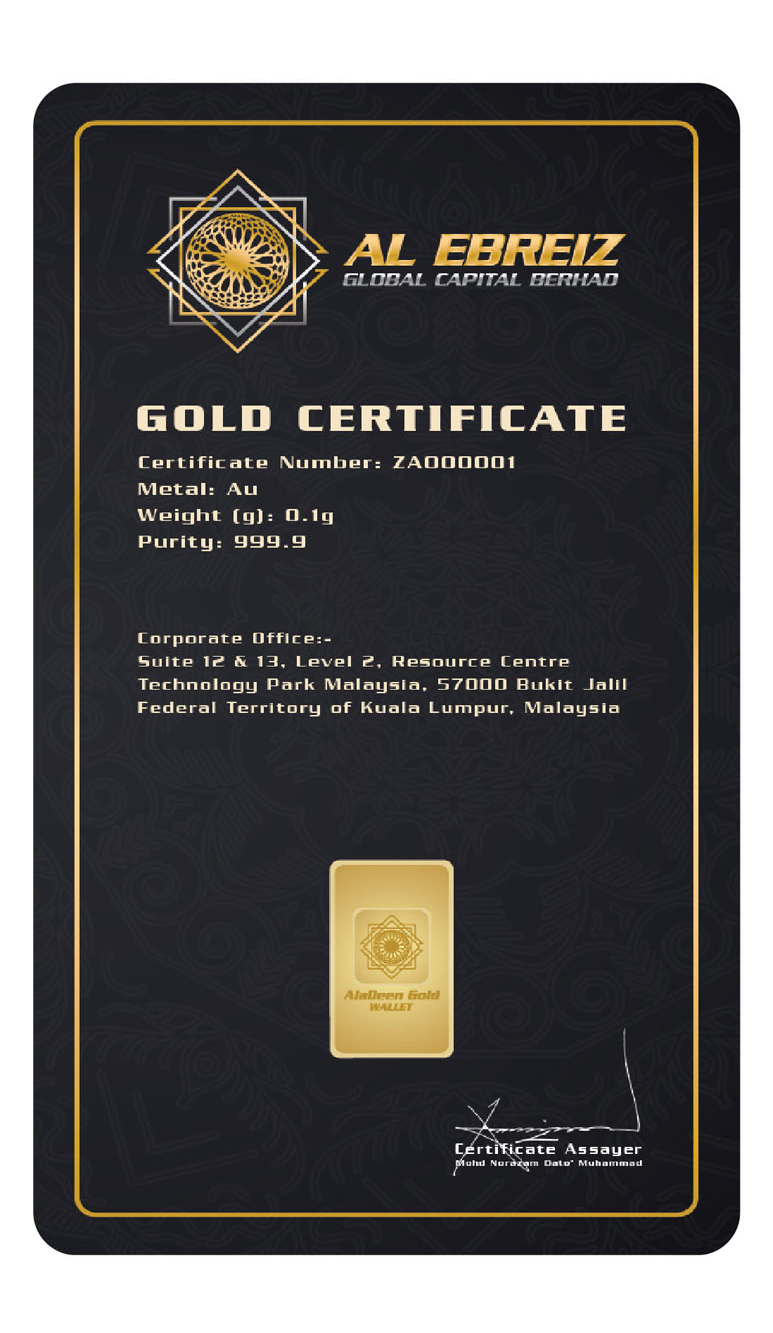 AL EBREIZ
GLOBAL CAPITAL BERHAD
GOLD CERTIFICATE
Certificate Number: ZA000001
Metal: Au
Weight (g): 0.1g
Purity: 999.9
Corporate Office:-
Suite 12 & 13, Level 2, Resource Centre
Technology Park Malaysia, 57000 Bukit Jalil
Federal Territory of Kuala Lumpur, Malaysia
AlaDeen Gold
WALLET
Certificate Assayer
Mohd Norazam Dato' Muhammad